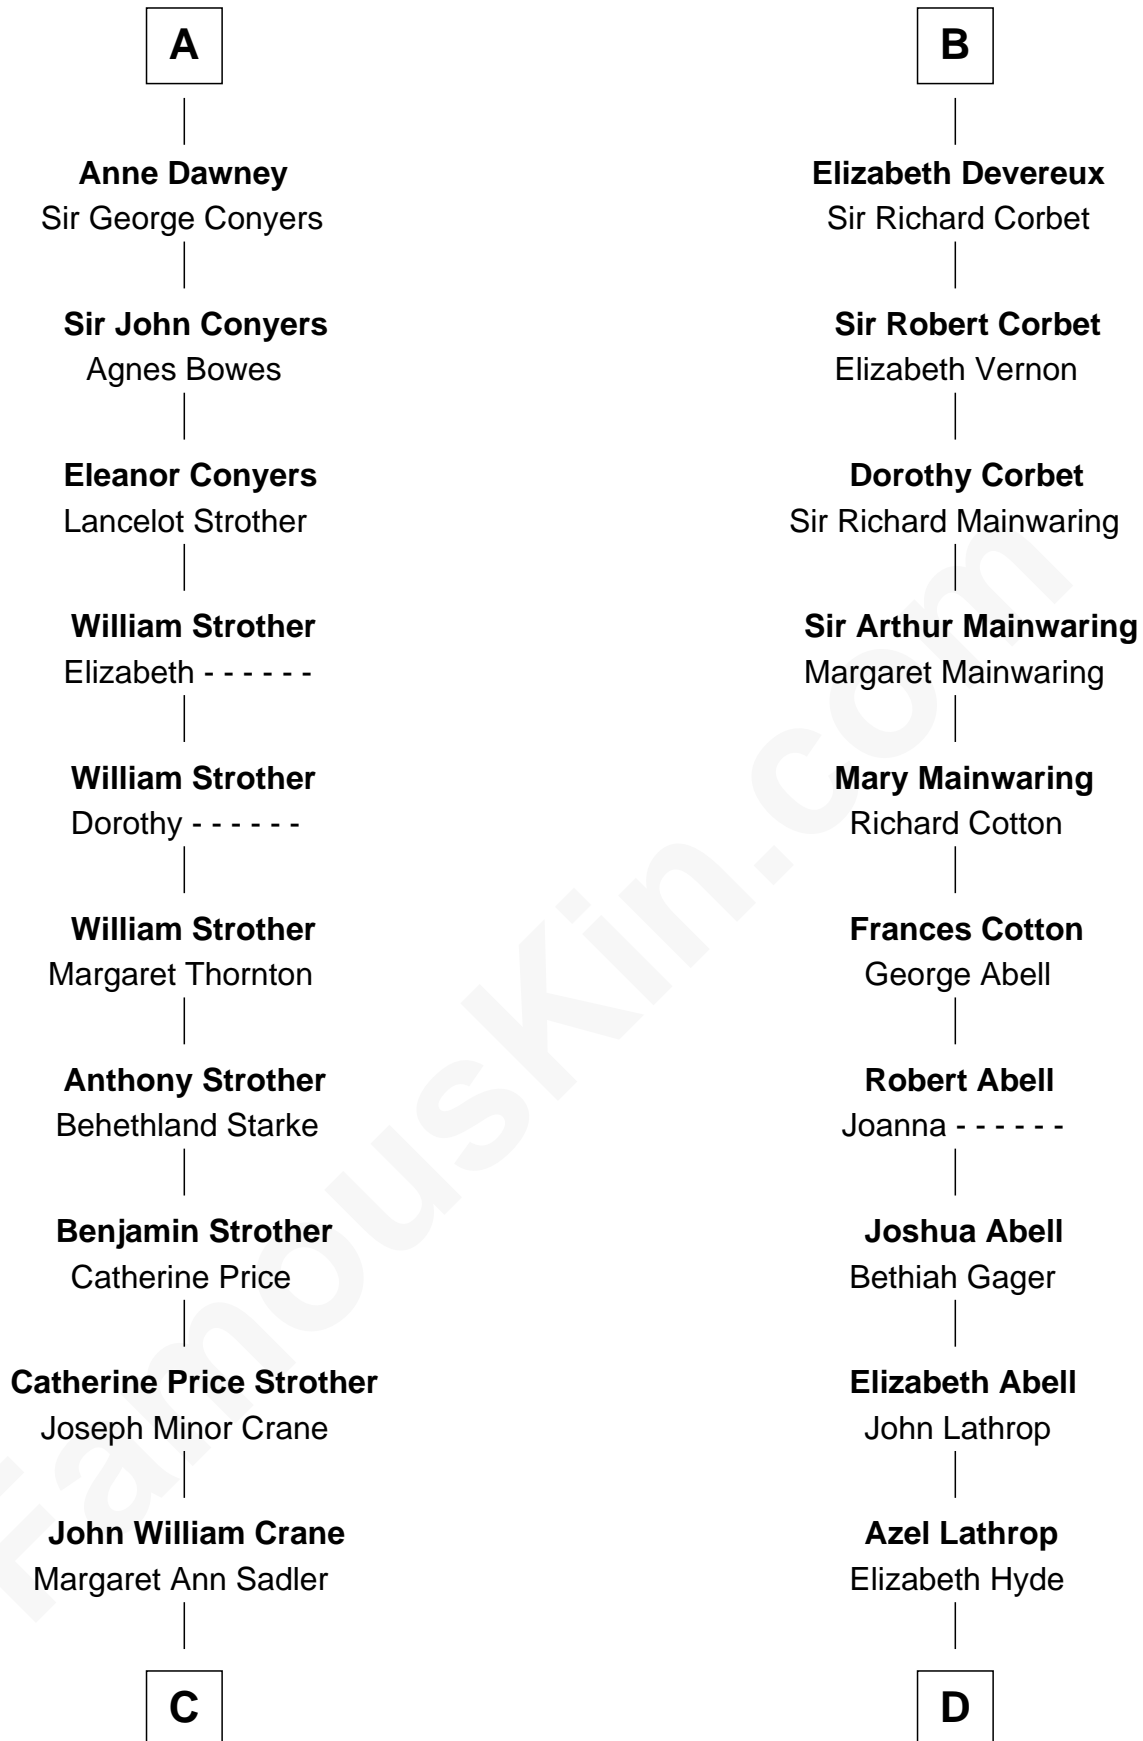 A
Anne Dawney
Sir George Conyers
Sir John Conyers
Agnes Bowes
Eleanor Conyers
Lancelot Strother
William Strother
Elizabeth - - - - - -
William Strother
Dorothy - - - - - -
William Strother
Margaret Thornton
Anthony Strother
Behethland Starke
Benjamin Strother
Catherine Price
Catherine Price Strother
Joseph Minor Crane
John William Crane
Margaret Ann Sadler
C
B
Elizabeth Devereux
Sir Richard Corbet
Sir Robert Corbet
Elizabeth Vernon
Dorothy Corbet
Sir Richard Mainwaring
Sir Arthur Mainwaring
Margaret Mainwaring
Mary Mainwaring
Richard Cotton
Frances Cotton
George Abell
Robert Abell
Joanna - - - - - -
Joshua Abell
Bethiah Gager
Elizabeth Abell
John Lathrop
Azel Lathrop
Elizabeth Hyde
D
FamousKin.com